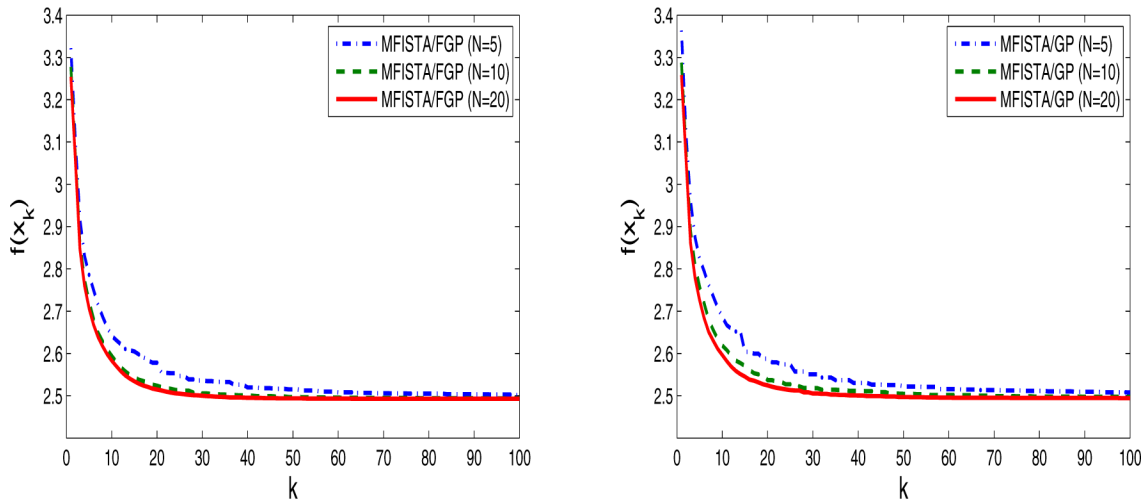 3.4
3.3
3.2
3.1
3
2.9
2.8
2.7
2.6
2.5
f(x_k)
0 10 20 30 40 50 60 70 80 90 100
k
MFISTA/FGP (N=5)
MFISTA/FGP (N=10)
MFISTA/FGP (N=20)
3.4
3.3
3.2
3.1
3
2.9
2.8
2.7
2.6
2.5
f(x_k)
0 10 20 30 40 50 60 70 80 90 100
k
MFISTA/GP (N=5)
MFISTA/GP (N=10)
MFISTA/GP (N=20)